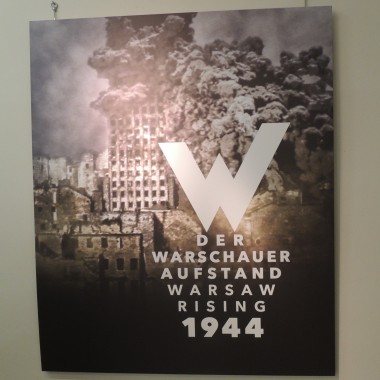 W
DER
WARSCHAUER
AUFSTAND
WARSAW
RISING
1944